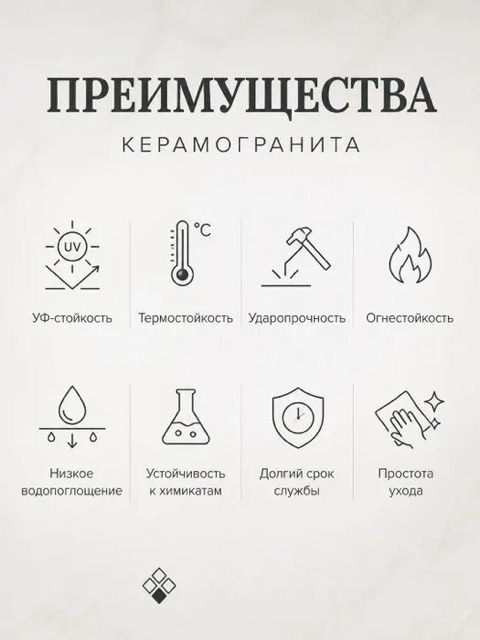 ПРЕИМУЩЕСТВА
КЕРАМОГРАНИТА
UV
°C
УФ-стойкость
Термостойкость
Ударопрочность
Огнестойкость
Низкое
водопоглощение
Устойчивость
к химикатам
Долгий срок
службы
Простота
ухода